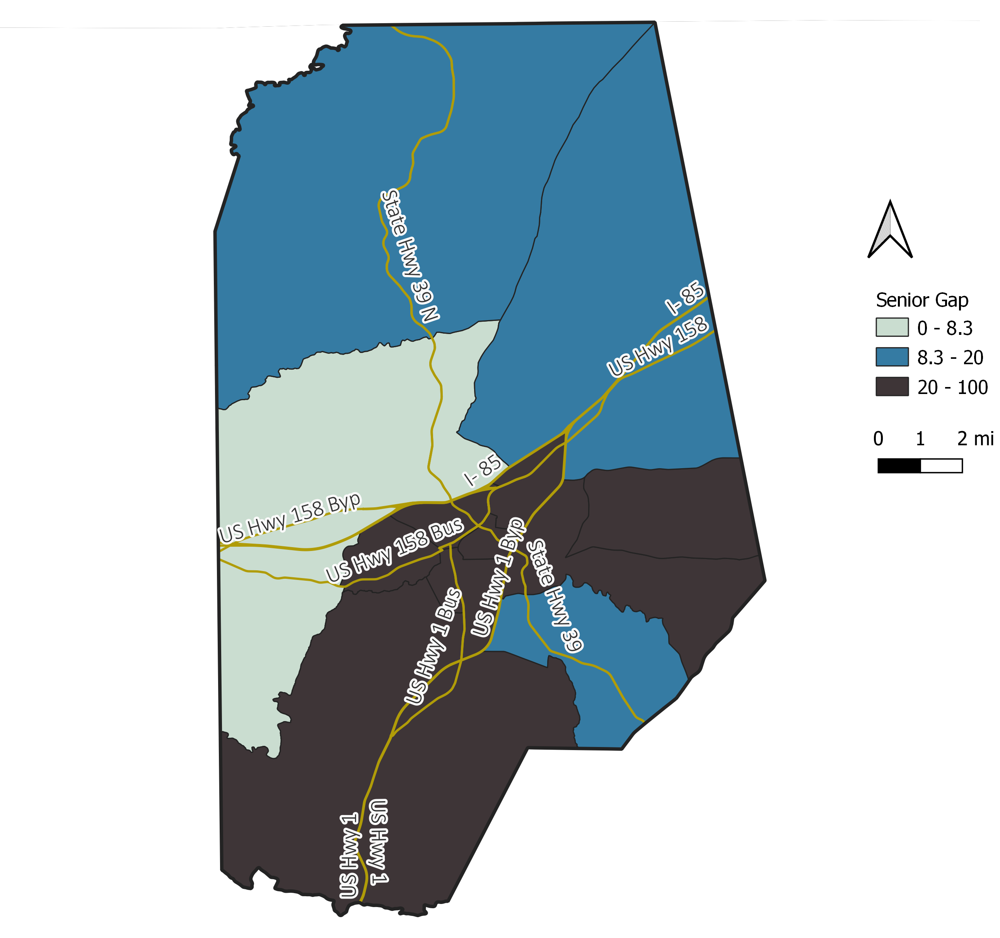 State Hwy 39 N
I- 85
US Hwy 158
Senior Gap
0 - 8.3
8.3 - 20
20 - 100
0 1 2 mi
I- 85
US Hwy 158 Byp
US Hwy 158 Bus
US Hwy 1 Byp
State Hwy 39
US Hwy 1 Bus
US Hwy 1
US Hwy 1